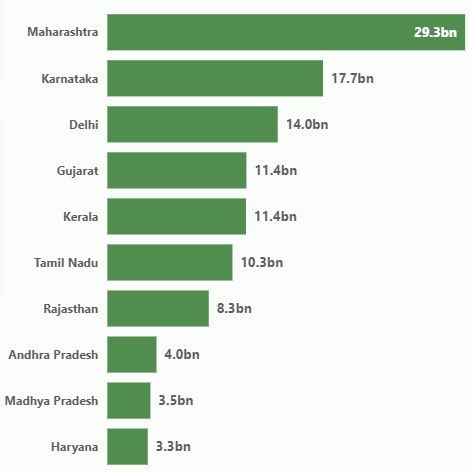 Maharashtra 29.3bn
Karnataka 17.7bn
Delhi 14.0bn
Gujarat 11.4bn
Kerala 11.4bn
Tamil Nadu 10.3bn
Rajasthan 8.3bn
Andhra Pradesh 4.0bn
Madhya Pradesh 3.5bn
Haryana 3.3bn